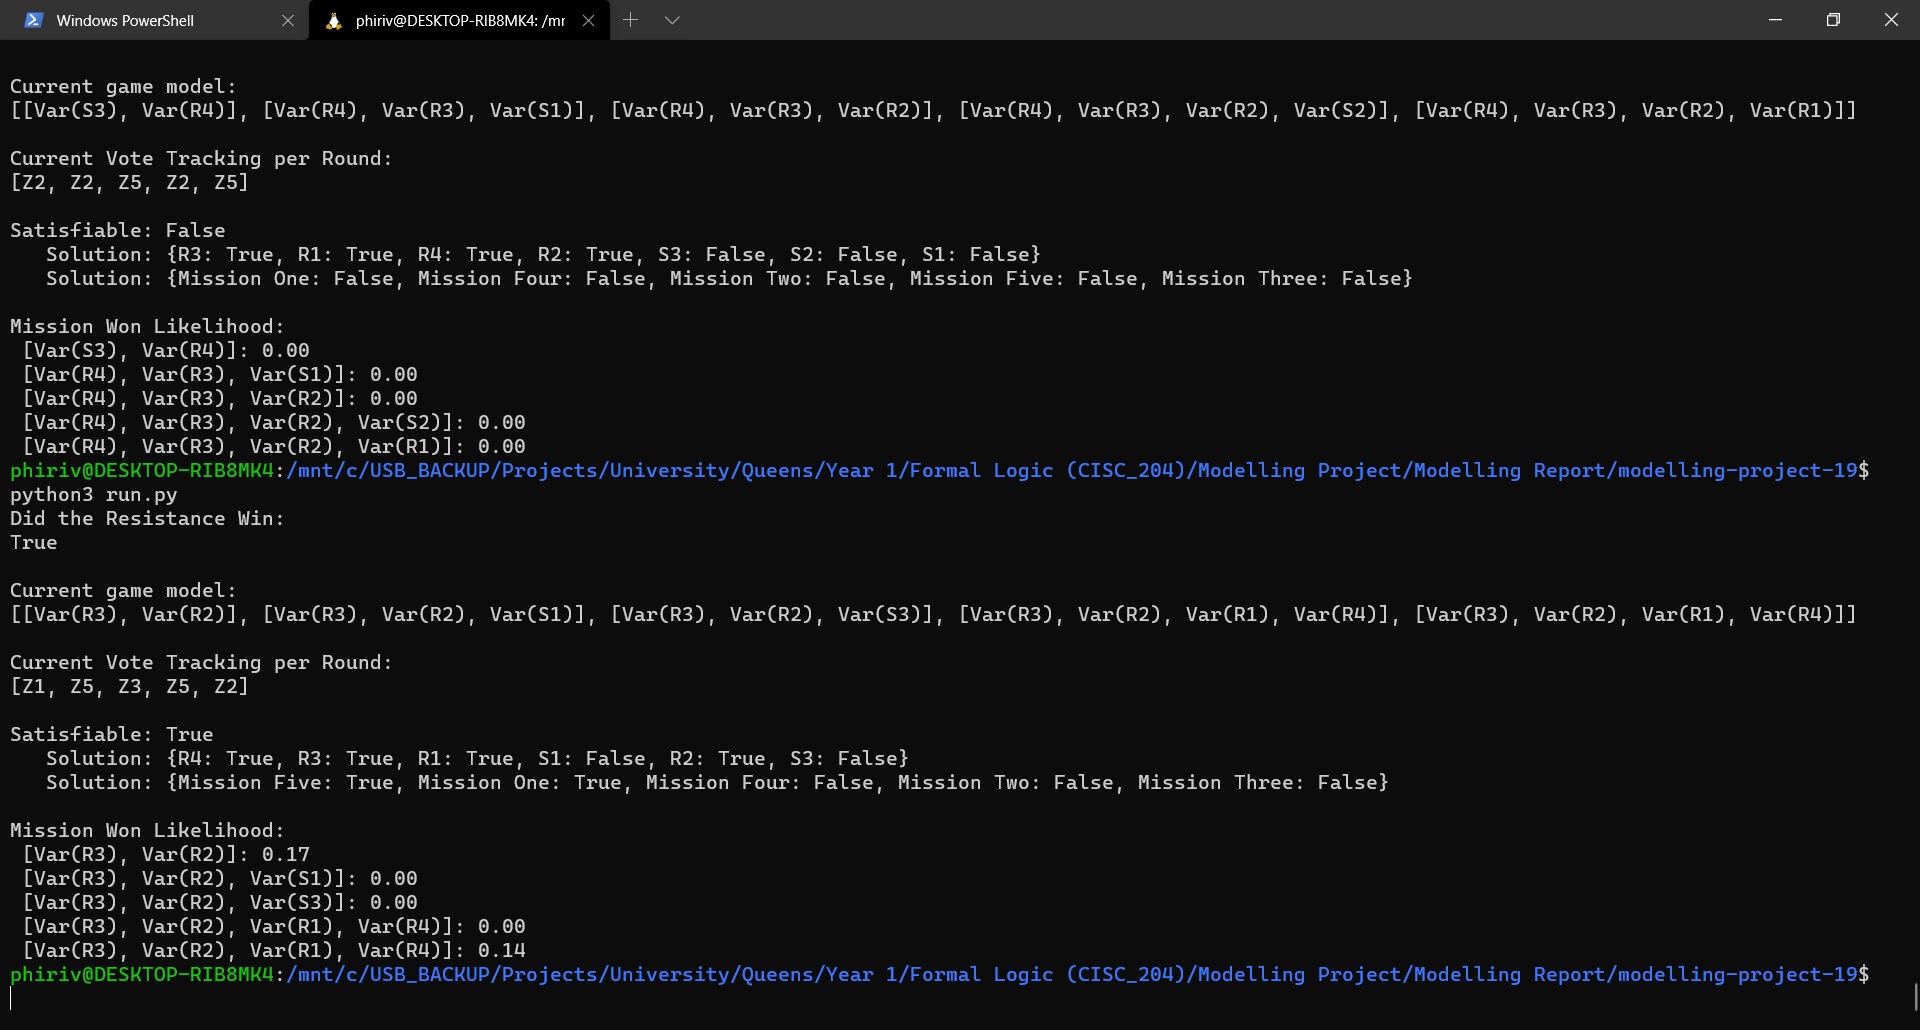 Windows PowerShell
phiriv@DESKTOP-RIB8MK4: /mr
Current game model:
[[Var(S3), Var(R4)], [Var(R4), Var(R3), Var(S1)], [Var(R4), Var(R3), Var(R2)], [Var(R4), Var(R3), Var(R2), Var(S2)], [Var(R4), Var(R3), Var(R2), Var(R1)]]
Current Vote Tracking per Round:
[Z2, Z2, Z5, Z2, Z5]
Satisfiable: False
Solution: {R3: True, R1: True, R4: True, R2: True, S3: False, S2: False, S1: False}
Solution: {Mission One: False, Mission Four: False, Mission Two: False, Mission Five: False, Mission Three: False}
Mission Won Likelihood:
[Var(S3), Var(R4)]: 0.00
[Var(R4), Var(R3), Var(S1)]: 0.00
[Var(R4), Var(R3), Var(R2)]: 0.00
[Var(R4), Var(R3), Var(R2), Var(S2)]: 0.00
[Var(R4), Var(R3), Var(R2), Var(R1)]: 0.00
phiriv@DESKTOP-RIB8MK4:/mnt/c/USB_BACKUP/Projects/University/Queens/Year 1/Formal Logic (CISC_204)/Modelling Project/Modelling Report/modelling-project-19$
python3 run.py
Did the Resistance Win:
True
Current game model:
[[Var(R3), Var(R2)], [Var(R3), Var(R2), Var(S1)], [Var(R3), Var(R2), Var(S3)], [Var(R3), Var(R2), Var(R1), Var(R4)], [Var(R3), Var(R2), Var(R1), Var(R4)]]
Current Vote Tracking per Round:
[Z1, Z5, Z3, Z5, Z2]
Satisfiable: True
Solution: {R4: True, R3: True, R1: True, S1: False, R2: True, S3: False}
Solution: {Mission Five: True, Mission One: True, Mission Four: False, Mission Two: False, Mission Three: False}
Mission Won Likelihood:
[Var(R3), Var(R2)]: 0.17
[Var(R3), Var(R2), Var(S1)]: 0.00
[Var(R3), Var(R2), Var(S3)]: 0.00
[Var(R3), Var(R2), Var(R1), Var(R4)]: 0.00
[Var(R3), Var(R2), Var(R1), Var(R4)]: 0.14
phiriv@DESKTOP-RIB8MK4:/mnt/c/USB_BACKUP/Projects/University/Queens/Year 1/Formal Logic (CISC_204)/Modelling Project/Modelling Report/modelling-project-19$